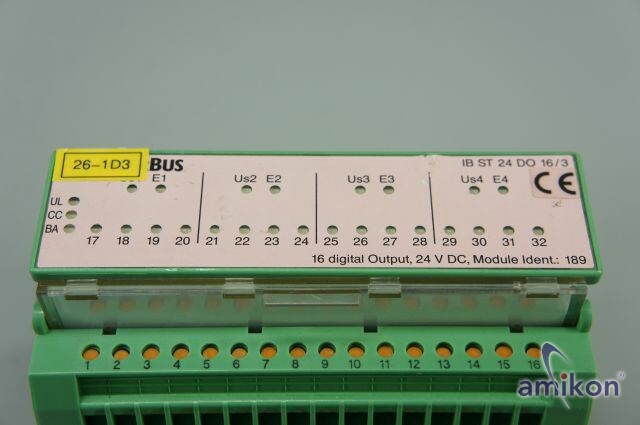 26-1D3 BUS IB ST 24 DO 16/3
E1 Us2 E2 Us3 E3 Us4 E4
CE
UL
CC
BA 17 18 19 20 21 22 23 24 25 26 27 28 29 30 31 32
16 digital Output, 24 V DC, Module Ident.: 189
1 2 3 4 5 6 7 8 9 10 11 12 13 14 15 16
amikon®